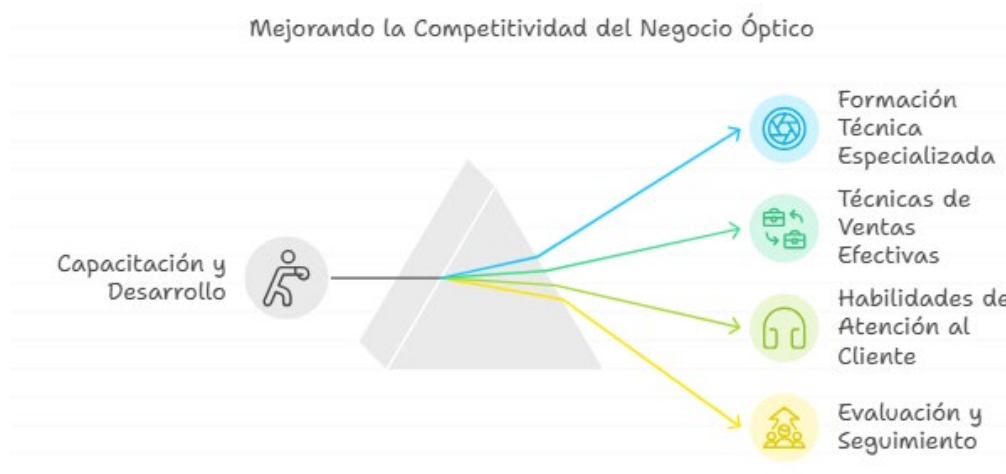 Mejorando la Competitividad del Negocio Óptico
Capacitación y
Desarrollo
Formación
Técnica
Especializada
Técnicas de
Ventas
Efectivas
Habilidades de
Atención al
Cliente
Evaluación y
Seguimiento